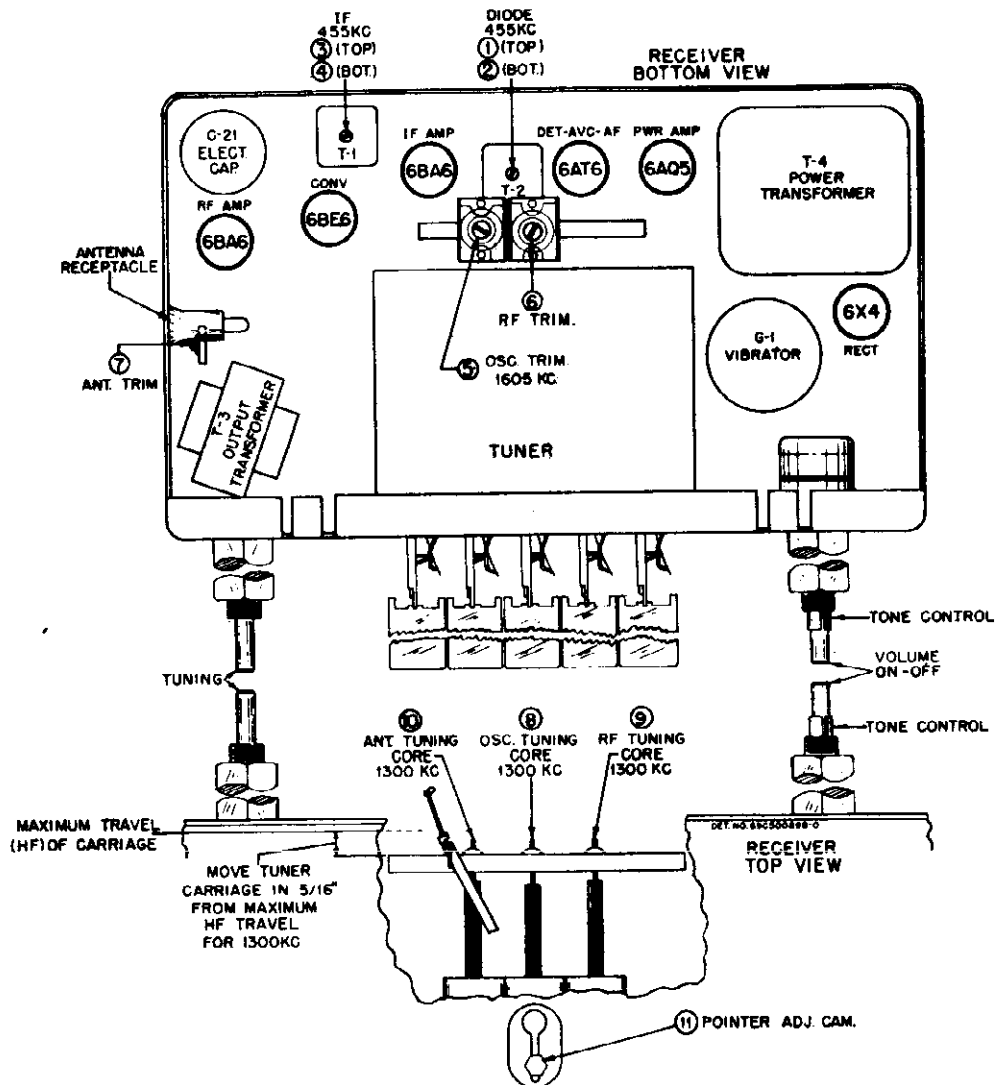 IF
455KC
③ (TOP)
④ (BOT.)
DIODE
455KC
① (TOP)
② (BOT.)
RECEIVER
BOTTOM VIEW
C-21
ELECT.
CAP.
T-1
IF AMP
6BA6
T-2
DET-AVC-AF
6AT6
PWR AMP
6AQ5
T-4
POWER
TRANSFORMER
RF AMP
6BA6
CONV
6BE6
ANTENNA
RECEPTACLE
⑦
ANT. TRIM
⑥
RF TRIM.
⑤ OSC. TRIM.
1605 KC.
G-1
VIBRATOR
6X4
RECT
T-3
OUTPUT
TRANSFORMER
TUNER
TONE CONTROL
VOLUME
ON-OFF
TONE CONTROL
TUNING
⑩
ANT. TUNING
CORE
1300 KC
⑧
OSC. TUNING
CORE
1300 KC
⑨
RF TUNING
CORE
1300 KC
MAXIMUM TRAVEL
(HF) OF CARRIAGE
MOVE TUNER
CARRIAGE IN 5/16"
FROM MAXIMUM
HF TRAVEL
FOR 1300KC
RECEIVER
TOP VIEW
⑪ POINTER ADJ. CAM.